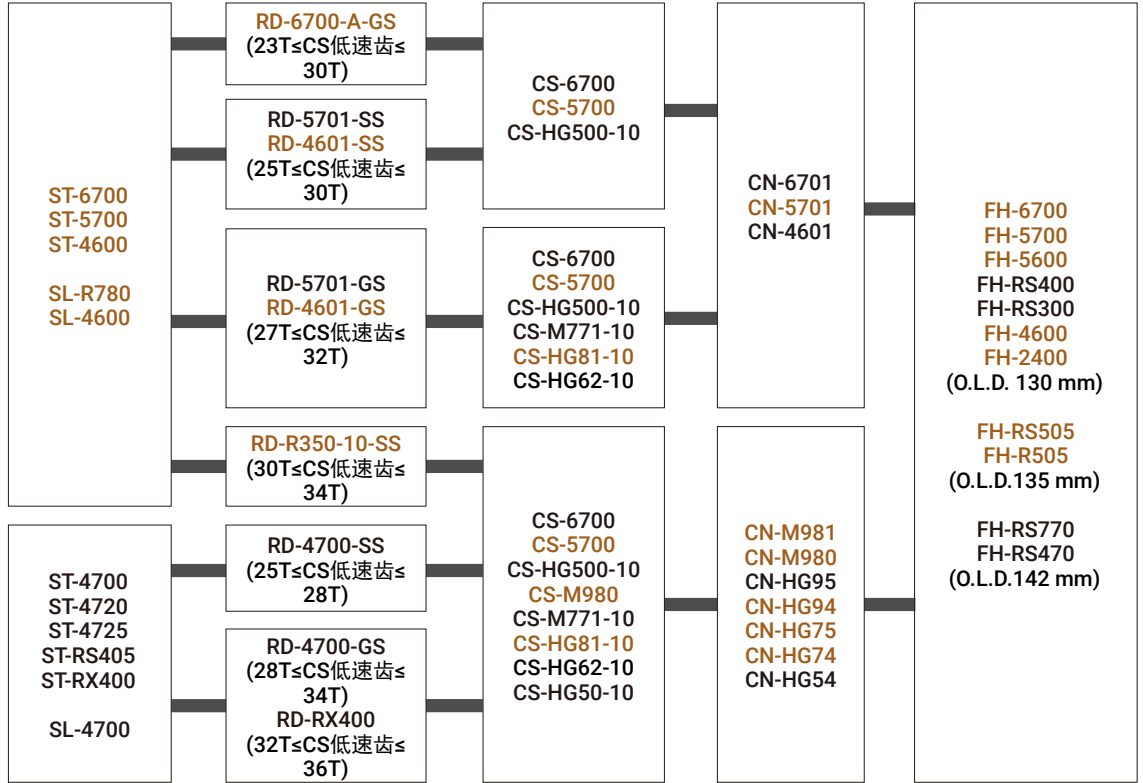 ST-6700
ST-5700
ST-4600
SL-R780
SL-4600
ST-4700
ST-4720
ST-4725
ST-RS405
ST-RX400
SL-4700
RD-6700-A-GS
(23T≤CS低速齿≤
30T)
RD-5701-SS
RD-4601-SS
(25T≤CS低速齿≤
30T)
RD-5701-GS
RD-4601-GS
(27T≤CS低速齿≤
32T)
RD-R350-10-SS
(30T≤CS低速齿≤
34T)
RD-4700-SS
(25T≤CS低速齿≤
28T)
RD-4700-GS
(28T≤CS低速齿≤
34T)
RD-RX400
(32T≤CS低速齿≤
36T)
CS-6700
CS-5700
CS-HG500-10
CS-6700
CS-5700
CS-HG500-10
CS-M771-10
CS-HG81-10
CS-HG62-10
CS-6700
CS-5700
CS-HG500-10
CS-M980
CS-M771-10
CS-HG81-10
CS-HG62-10
CS-HG50-10
CN-6701
CN-5701
CN-4601
CN-M981
CN-M980
CN-HG95
CN-HG94
CN-HG75
CN-HG74
CN-HG54
FH-6700
FH-5700
FH-5600
FH-RS400
FH-RS300
FH-4600
FH-2400
(O.L.D. 130 mm)
FH-RS505
FH-R505
(O.L.D.135 mm)
FH-RS770
FH-RS470
(O.L.D.142 mm)